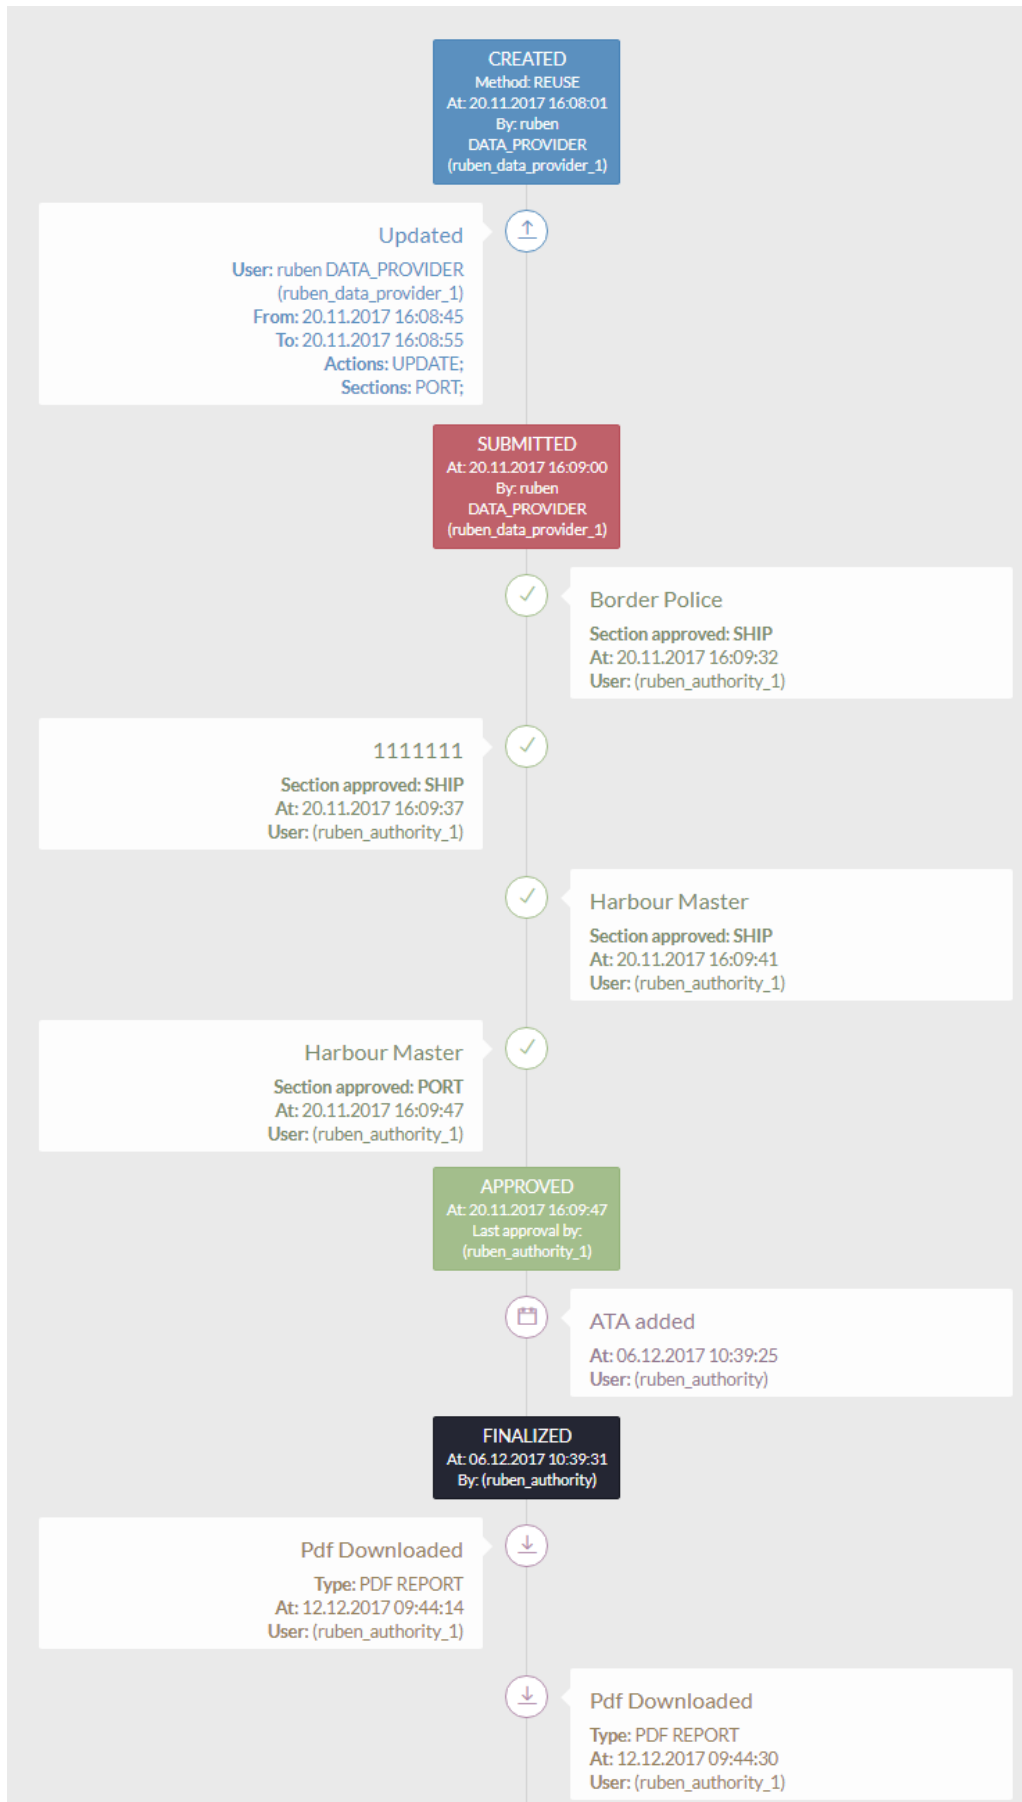 CREATED
Method: REUSE
At: 20.11.2017 16:08:01
By: ruben
DATA_PROVIDER
(ruben_data_provider_1)
Updated
User: ruben DATA_PROVIDER
(ruben_data_provider_1)
From: 20.11.2017 16:08:45
To: 20.11.2017 16:08:55
Actions: UPDATE;
Sections: PORT;
SUBMITTED
At: 20.11.2017 16:09:00
By: ruben
DATA_PROVIDER
(ruben_data_provider_1)
Border Police
Section approved: SHIP
At: 20.11.2017 16:09:32
User: (ruben_authority_1)
1111111
Section approved: SHIP
At: 20.11.2017 16:09:37
User: (ruben_authority_1)
Harbour Master
Section approved: SHIP
At: 20.11.2017 16:09:41
User: (ruben_authority_1)
Harbour Master
Section approved: PORT
At: 20.11.2017 16:09:47
User: (ruben_authority_1)
APPROVED
At: 20.11.2017 16:09:47
Last approval by:
(ruben_authority_1)
ATA added
At: 06.12.2017 10:39:25
User: (ruben_authority)
FINALIZED
At: 06.12.2017 10:39:31
By: (ruben_authority)
Pdf Downloaded
Type: PDF REPORT
At: 12.12.2017 09:44:14
User: (ruben_authority_1)
Pdf Downloaded
Type: PDF REPORT
At: 12.12.2017 09:44:30
User: (ruben_authority_1)